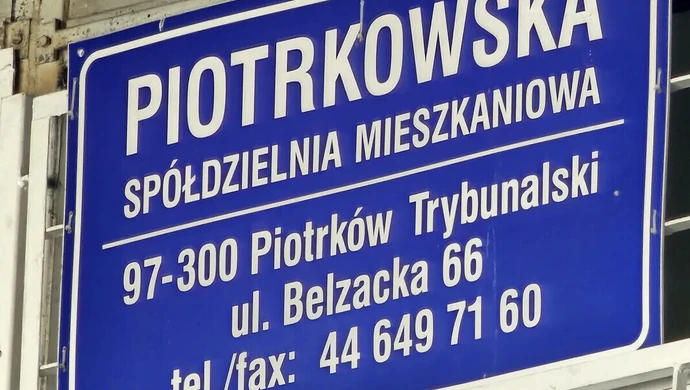 PIOTRKOWSKA
SPÓŁDZIELNIA MIESZKANIOWA
97-300 Piotrków Trybunalski
ul. Belzacka 66
tel./fax: 44 649 71 60